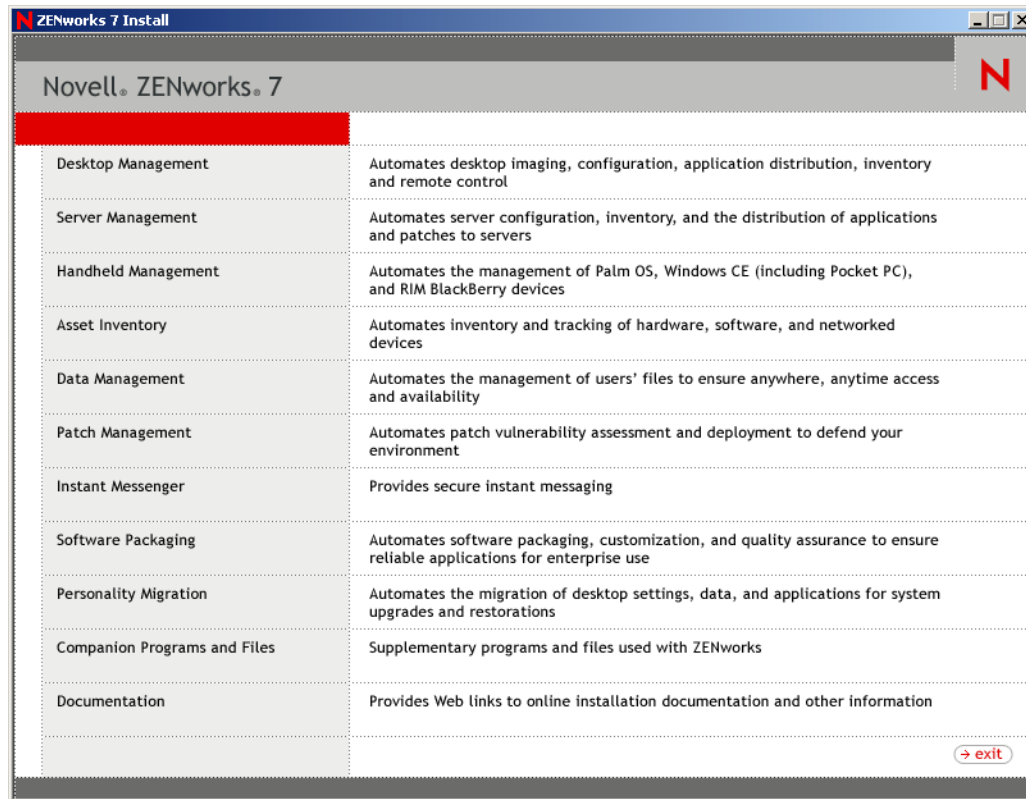 ZENworks 7 Install
Novell® ZENworks® 7
N
Desktop Management
Automates desktop imaging, configuration, application distribution, inventory
and remote control
Server Management
Automates server configuration, inventory, and the distribution of applications
and patches to servers
Handheld Management
Automates the management of Palm OS, Windows CE (including Pocket PC),
and RIM BlackBerry devices
Asset Inventory
Automates inventory and tracking of hardware, software, and networked
devices
Data Management
Automates the management of users’ files to ensure anywhere, anytime access
and availability
Patch Management
Automates patch vulnerability assessment and deployment to defend your
environment
Instant Messenger
Provides secure instant messaging
Software Packaging
Automates software packaging, customization, and quality assurance to ensure
reliable applications for enterprise use
Personality Migration
Automates the migration of desktop settings, data, and applications for system
upgrades and restorations
Companion Programs and Files
Supplementary programs and files used with ZENworks
Documentation
Provides Web links to online installation documentation and other information
→ exit